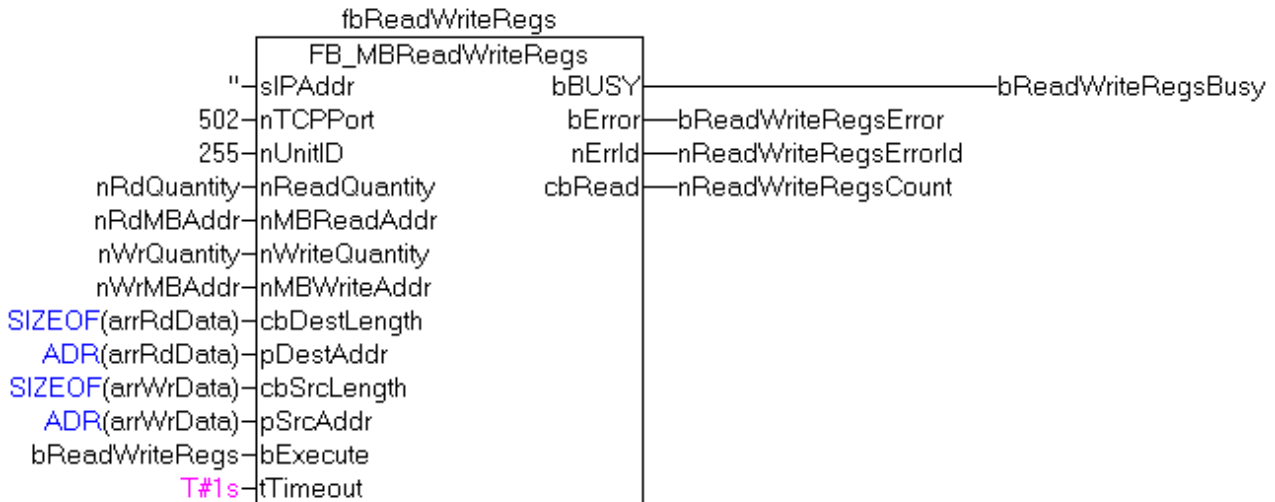 fbReadWriteRegs
FB_MBReadWriteRegs
''sIPAddr bBUSY bReadWriteRegsBusy
502 nTCPPort bError bReadWriteRegsError
255 nUnitID nErrId nReadWriteRegsErrorId
nRdQuantity nReadQuantity cbRead nReadWriteRegsCount
nRdMBAddr nMBReadAddr
nWrQuantity nWriteQuantity
nWrMBAddr nMBWriteAddr
SIZEOF(arrRdData) cbDestLength
ADR(arrRdData) pDestAddr
SIZEOF(arrWrData) cbSrcLength
ADR(arrWrData) pSrcAddr
bReadWriteRegs bExecute
T#1s tTimeout